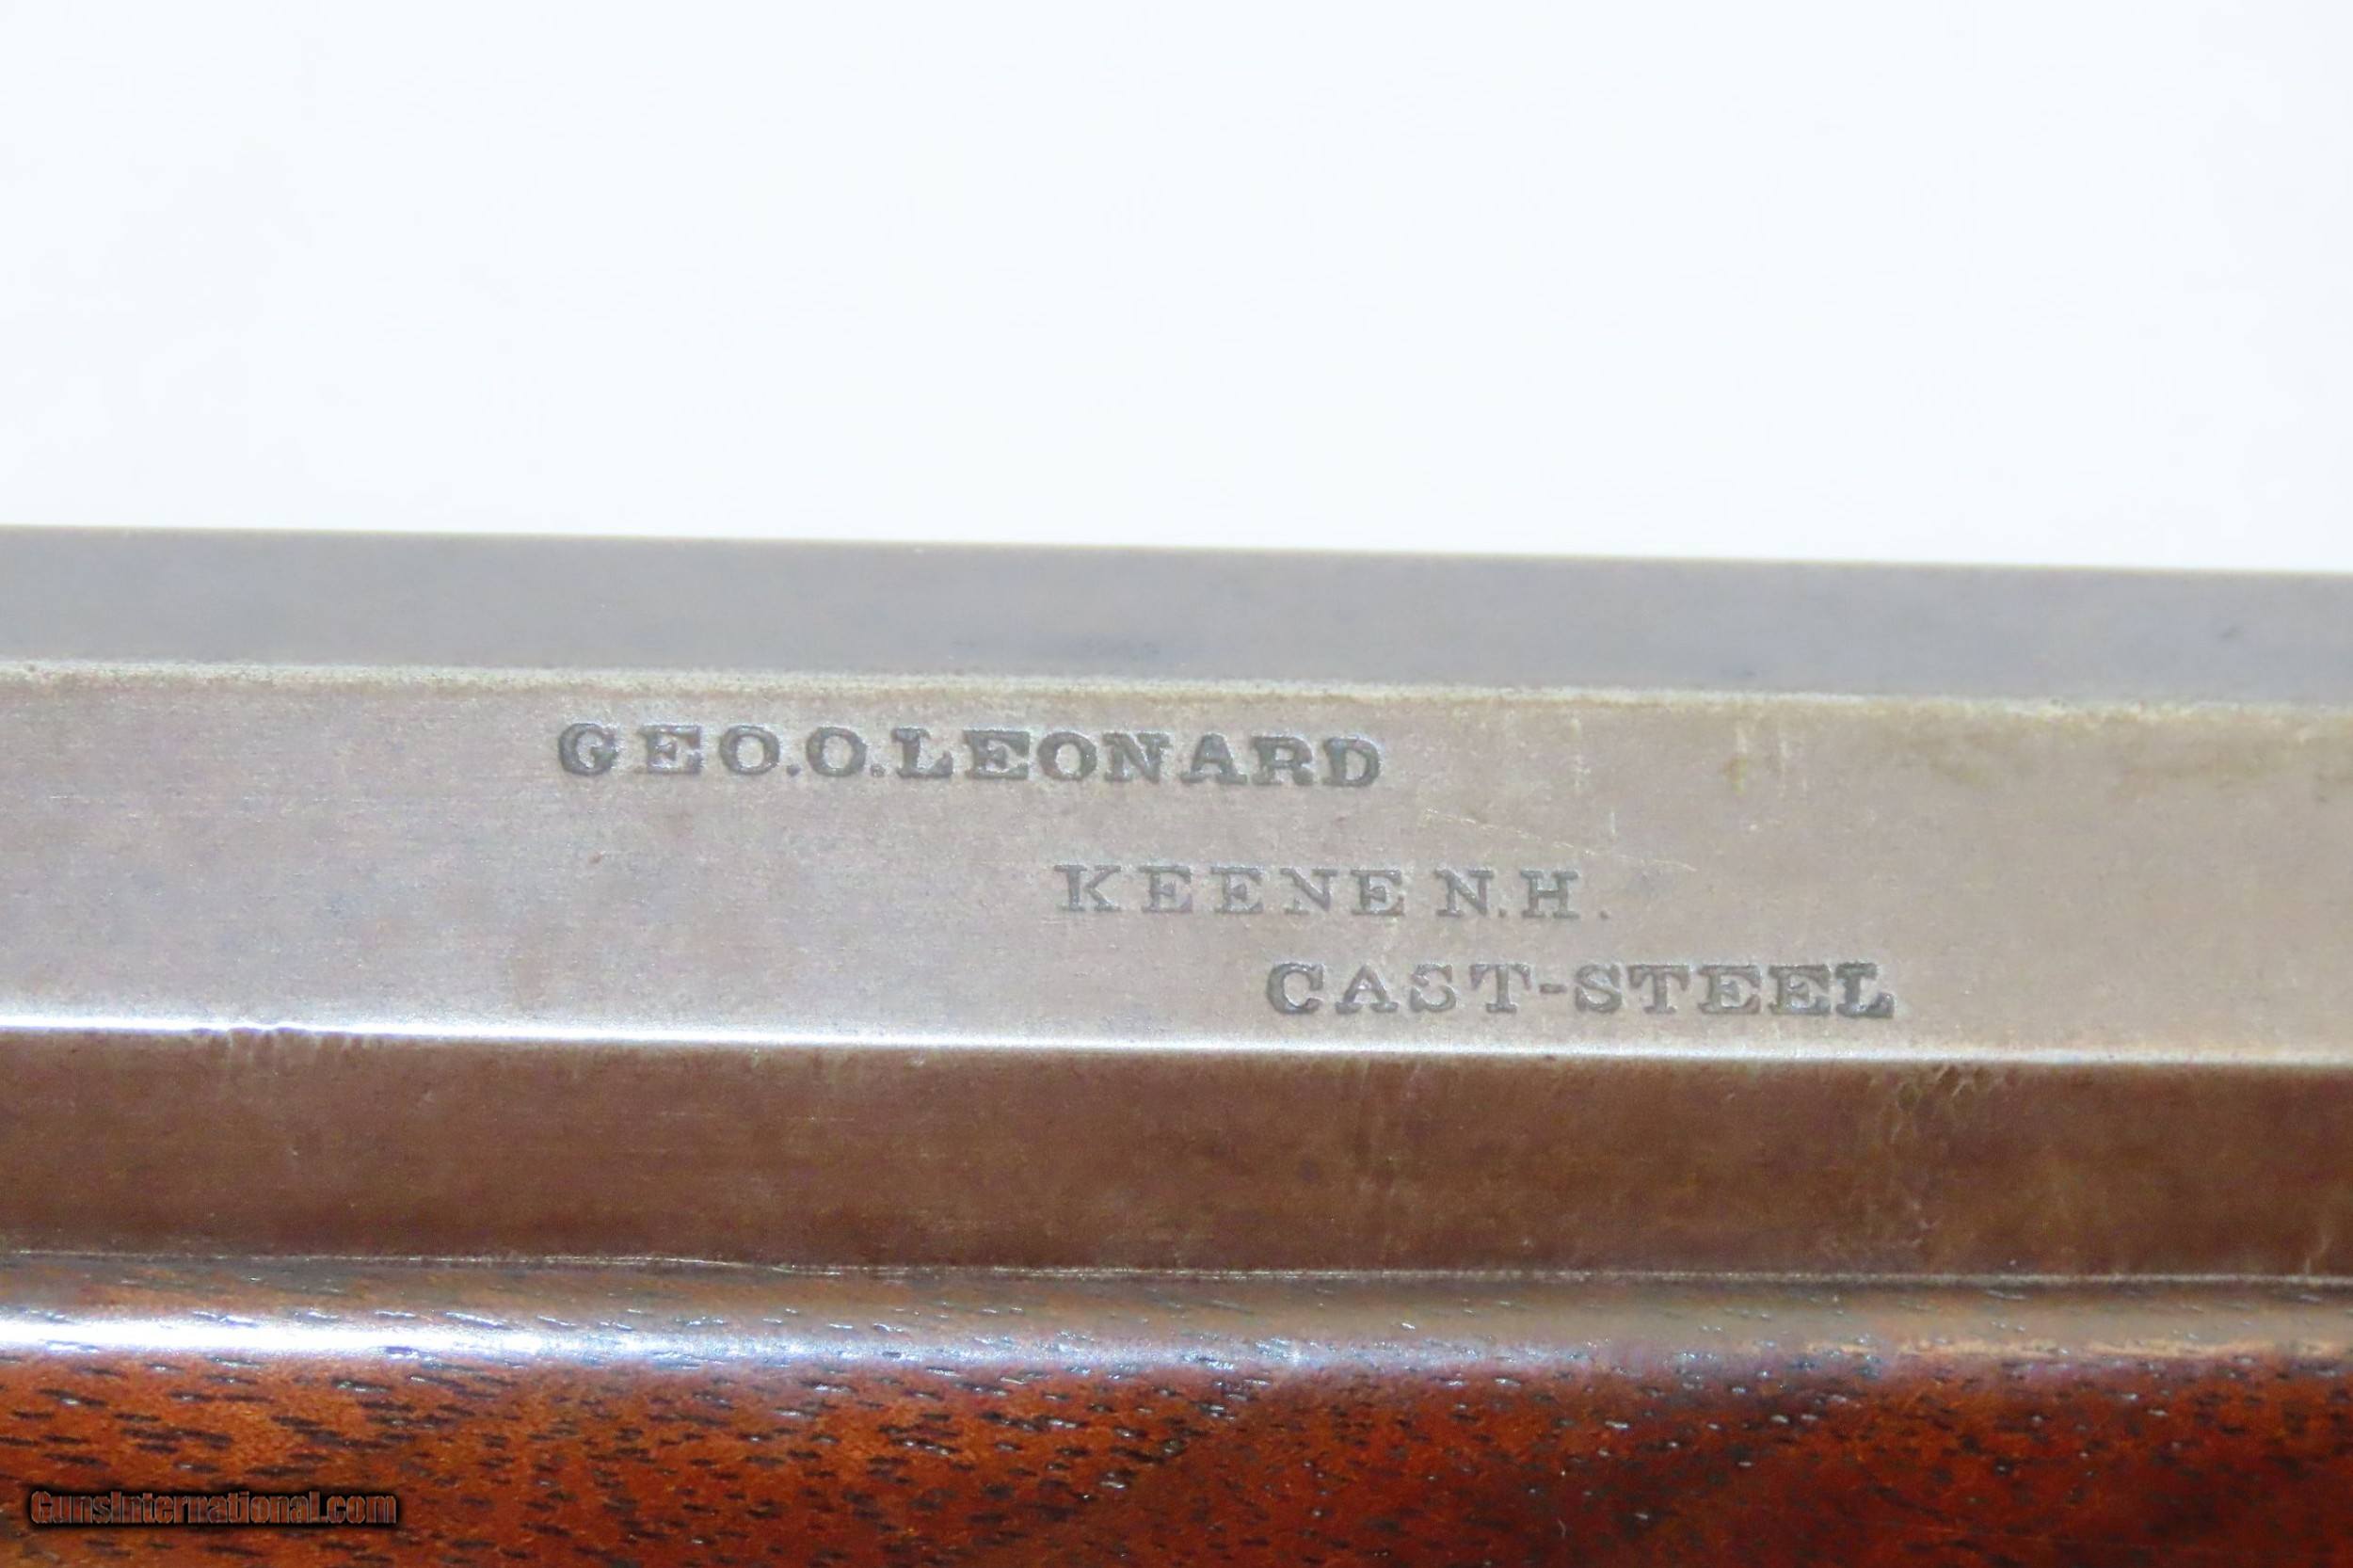 GEO.O.LEONARD
KEENE N.H.
CAST-STEEL
GunsInternational.com